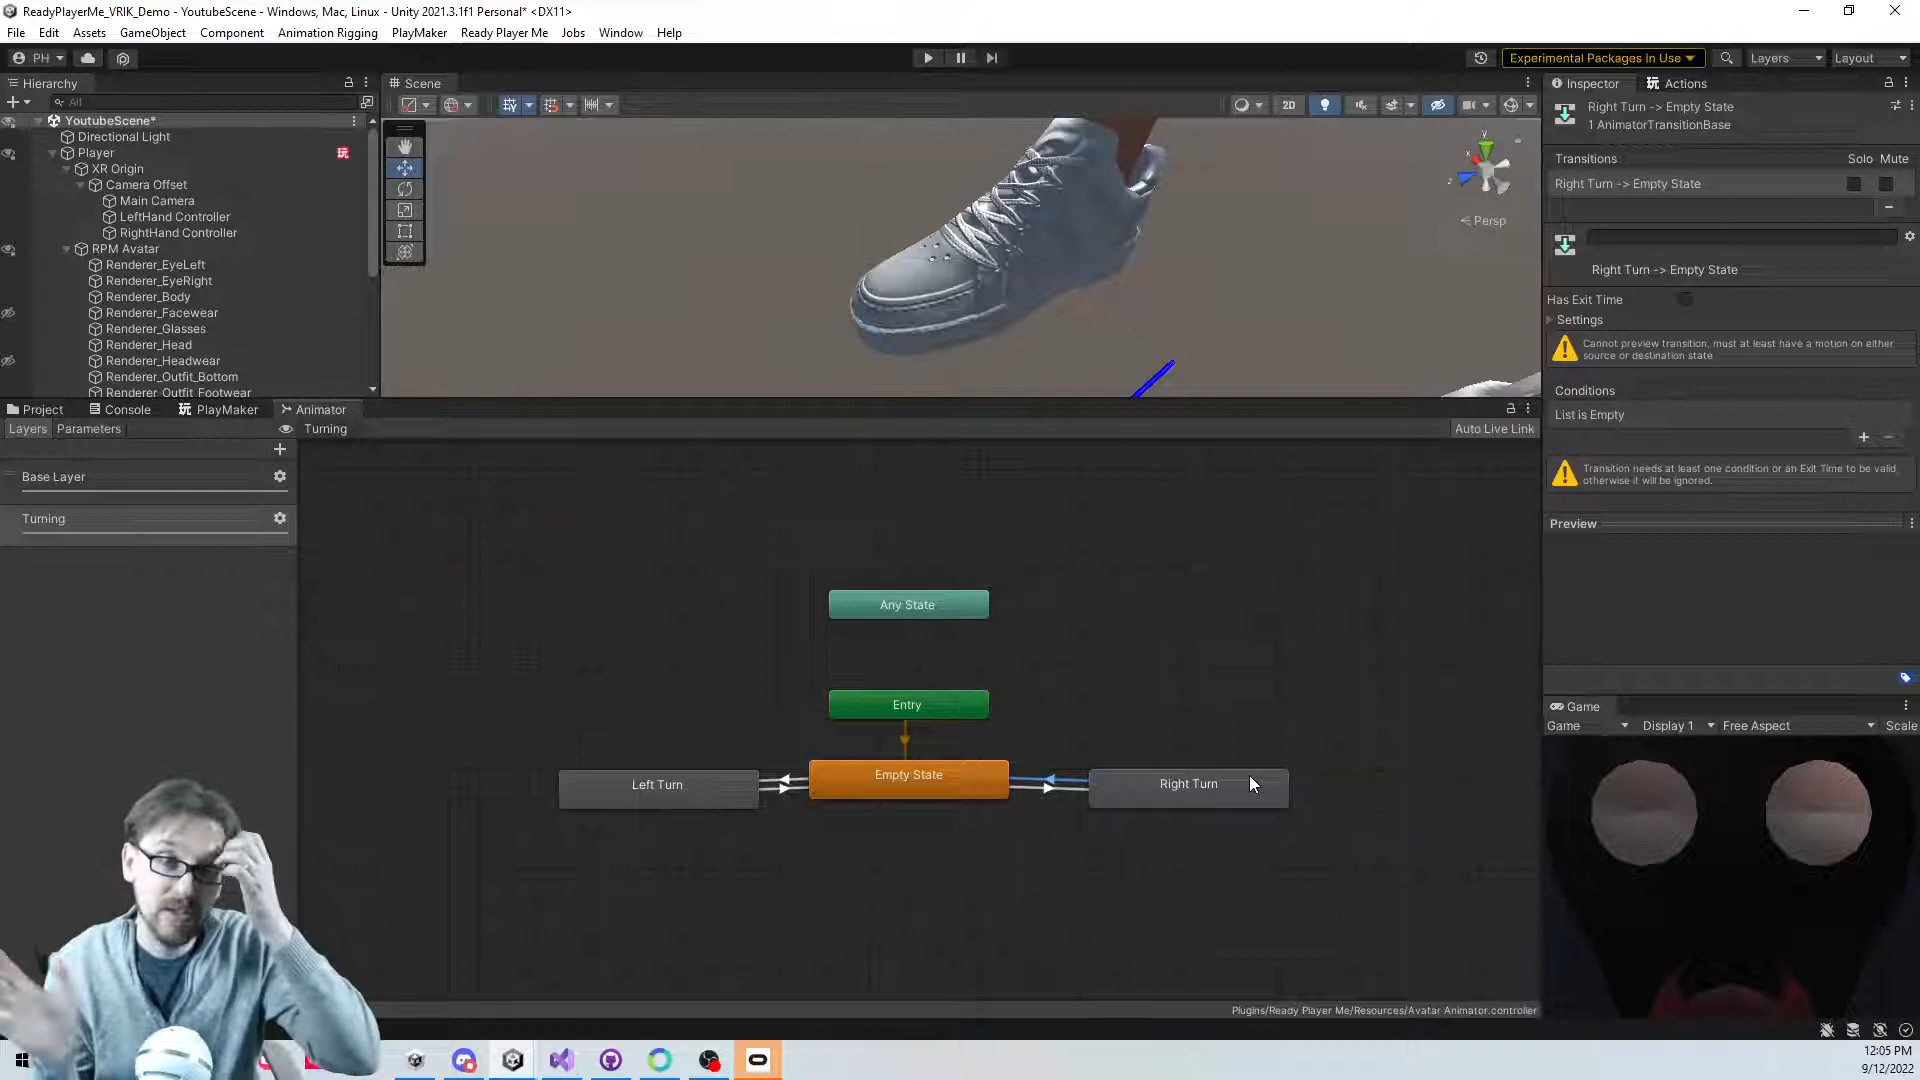 ReadyPlayerMe_VRIK_Demo - YoutubeScene - Windows, Mac, Linux - Unity 2021.3.1f1 Personal* <DX11>
File Edit Assets GameObject Component Animation Rigging PlayMaker Ready Player Me Jobs Window Help
PH
Experimental Packages In Use
Layers
Layout
Hierarchy
All
YoutubeScene*
Directional Light
Player
玩
XR Origin
Camera Offset
Main Camera
LeftHand Controller
RightHand Controller
RPM Avatar
Renderer_EyeLeft
Renderer_EyeRight
Renderer_Body
Renderer_Facewear
Renderer_Glasses
Renderer_Head
Renderer_Headwear
Renderer_Outfit_Bottom
Renderer_Outfit_Footwear
Scene
2D
y
x
z
Persp
Inspector
Actions
Right Turn -> Empty State
1 AnimatorTransitionBase
Transitions Solo Mute
Right Turn -> Empty State
Right Turn -> Empty State
Has Exit Time
Settings
Cannot preview transition, must at least have a motion on either
source or destination state
Conditions
List is Empty
Transition needs at least one condition or an Exit Time to be valid,
otherwise it will be ignored.
Preview
Project
Console
PlayMaker
Animator
Layers Parameters
Turning
Auto Live Link
Base Layer
Turning
Any State
Entry
Left Turn
Empty State
Right Turn
Plugins/Ready Player Me/Resources/Avatar Animator.controller
Game
Game Display 1 Free Aspect Scale
12:05 PM
9/12/2022